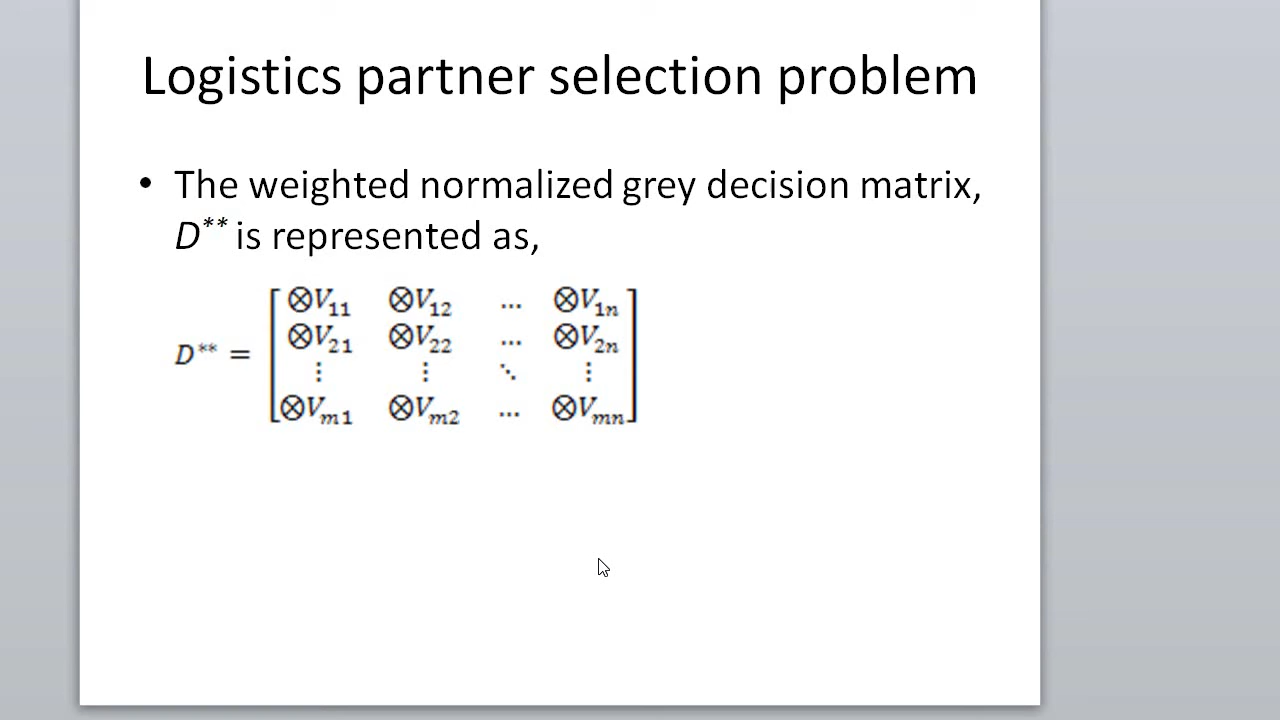 Logistics partner selection problem
• The weighted normalized grey decision matrix,
D** is represented as,
D** = [⊗V₁₁ ⊗V₁₂ … ⊗V₁ₙ
⊗V₂₁ ⊗V₂₂ … ⊗V₂ₙ
⋮ ⋮ ⋱ ⋮
⊗Vₘ₁ ⊗Vₘ₂ … ⊗Vₘₙ]